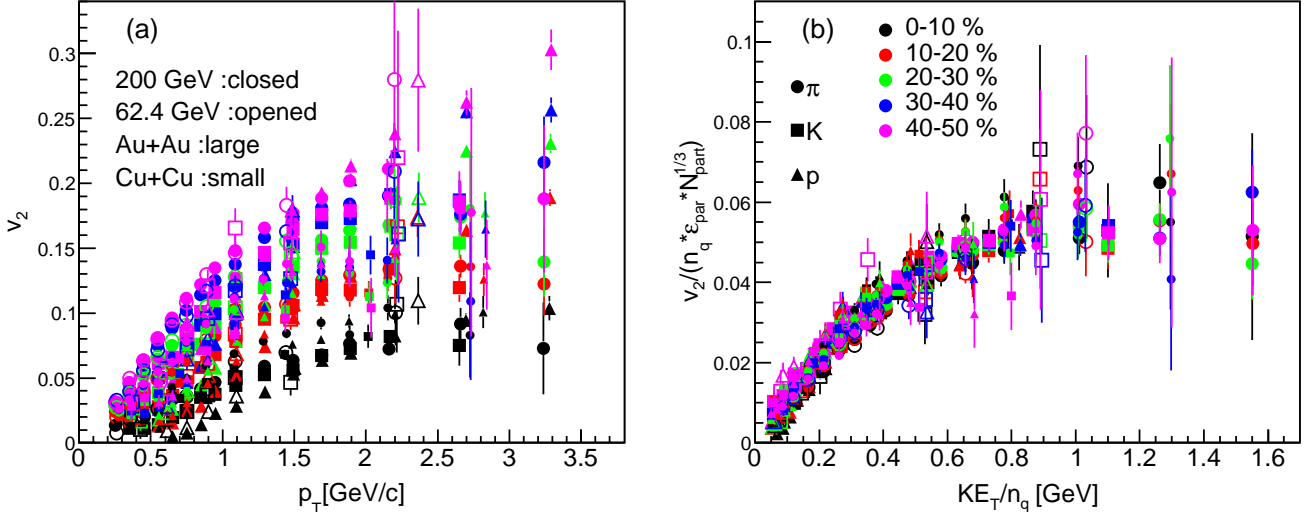 (a)
200 GeV :closed
62.4 GeV :opened
Au+Au :large
Cu+Cu :small
v2
0.3
0.25
0.2
0.15
0.1
0.05
0
0 0.5 1 1.5 2 2.5 3 3.5
pT[GeV/c]
(b)
π
K
p
0-10 %
10-20 %
20-30 %
30-40 %
40-50 %
v2/(nq*εpar*Npart^1/3)
0.1
0.08
0.06
0.04
0.02
0
0 0.2 0.4 0.6 0.8 1 1.2 1.4 1.6
KET/nq [GeV]